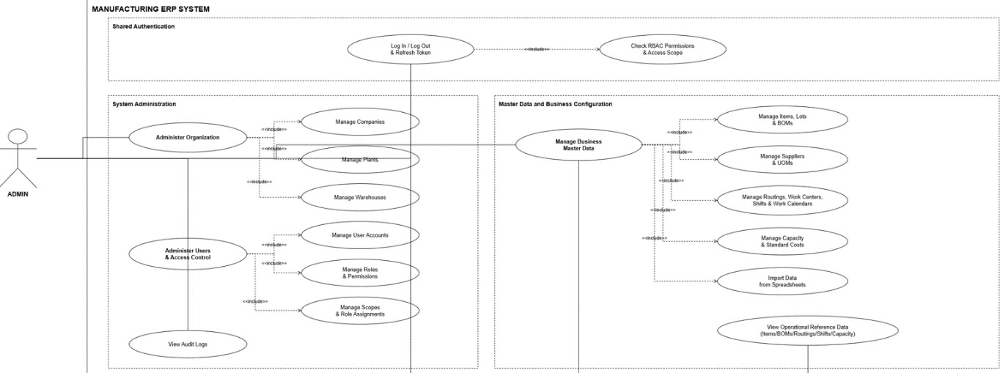 MANUFACTURING ERP SYSTEM
Shared Authentication
Log In / Log Out
& Refresh Token
<<include>>
Check RBAC Permissions
& Access Scope
System Administration
Administer Organization
<<include>>
<<include>>
<<include>>
Manage Companies
Manage Plants
Manage Warehouses
Administer Users
& Access Control
<<include>>
<<include>>
<<include>>
Manage User Accounts
Manage Roles
& Permissions
Manage Scopes
& Role Assignments
View Audit Logs
ADMIN
Master Data and Business Configuration
Manage Business
Master Data
<<include>>
<<include>>
<<include>>
<<include>>
<<include>>
Manage Items, Lots
& BOMs
Manage Suppliers
& UOMs
Manage Routings, Work Centers,
Shifts & Work Calendars
Manage Capacity
& Standard Costs
Import Data
from Spreadsheets
View Operational Reference Data
(Items/BOMs/Routings/Shifts/Capacity)